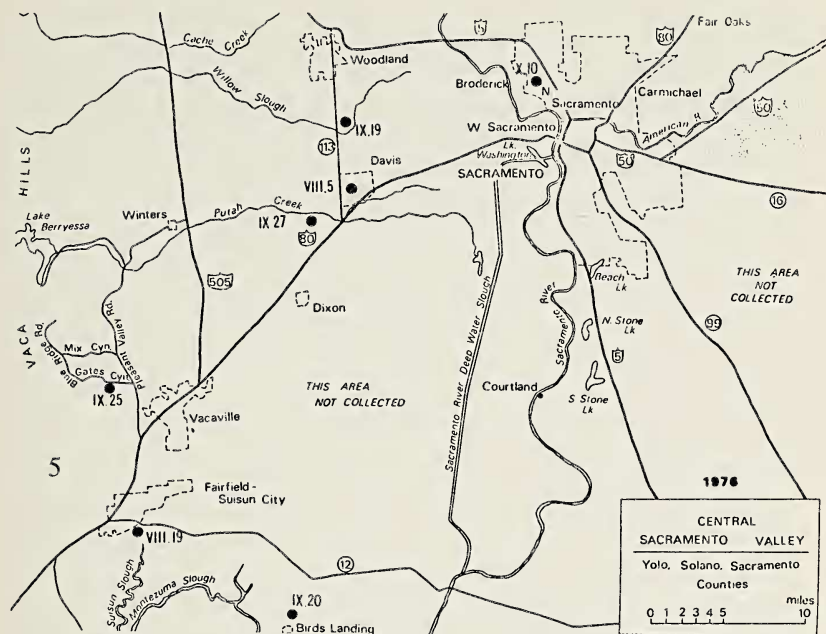 Cache Creek
Willow Slough
Woodland
5
X.10
N
Broderick
Sacramento
80
Fair Oaks
Carmichael
American R.
50
W Sacramento
Lk.
Washington
SACRAMENTO
50
16
IX.19
113
Davis
VIII.5
HILLS
Lake
Berryessa
Winters
Putah Creek
IX 27
80
505
Dixon
Pleasant Valley Rd.
VACA
Blue Ridge Rd.
Mix Cyn.
Gates Cyn.
IX.25
Vacaville
THIS AREA
NOT COLLECTED
Sacramento River Deep Water Slough
Sacramento River
Beach
Lk
N. Stone
Lk
S Stone
Lk
5
99
Courtland
THIS AREA
NOT
COLLECTED
5
Fairfield -
Suisun City
VIII.19
12
Suisun Slough
Montezuma Slough
IX.20
Birds Landing
1976
CENTRAL
SACRAMENTO VALLEY
Yolo, Solano, Sacramento
Counties
miles
0 1 2 3 4 5 10